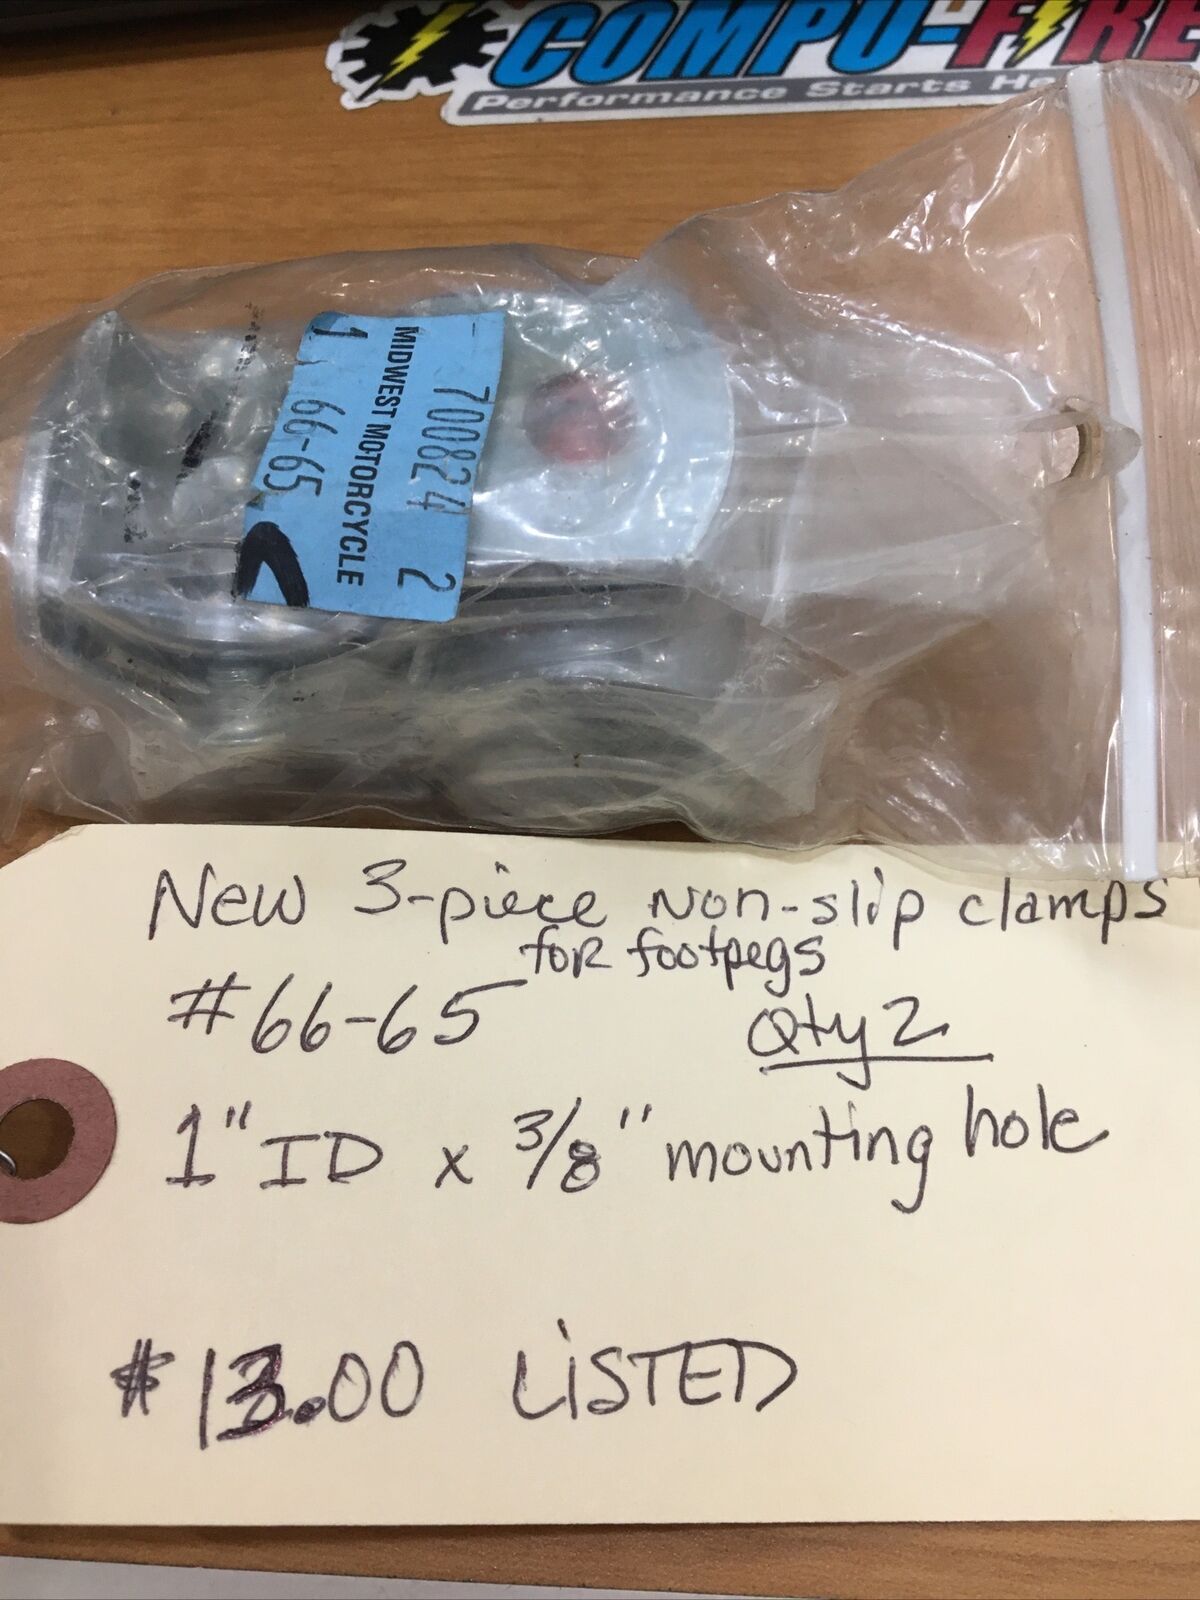 COMPU-FIRE
Performance Starts He
700824 2
MIDWEST MOTORCYCLE
1 66-65
New 3-piece Non-slip clamps
for footpegs
#66-65
Qty 2
1" ID x 3/8" mounting hole
$13.00 LiSTED